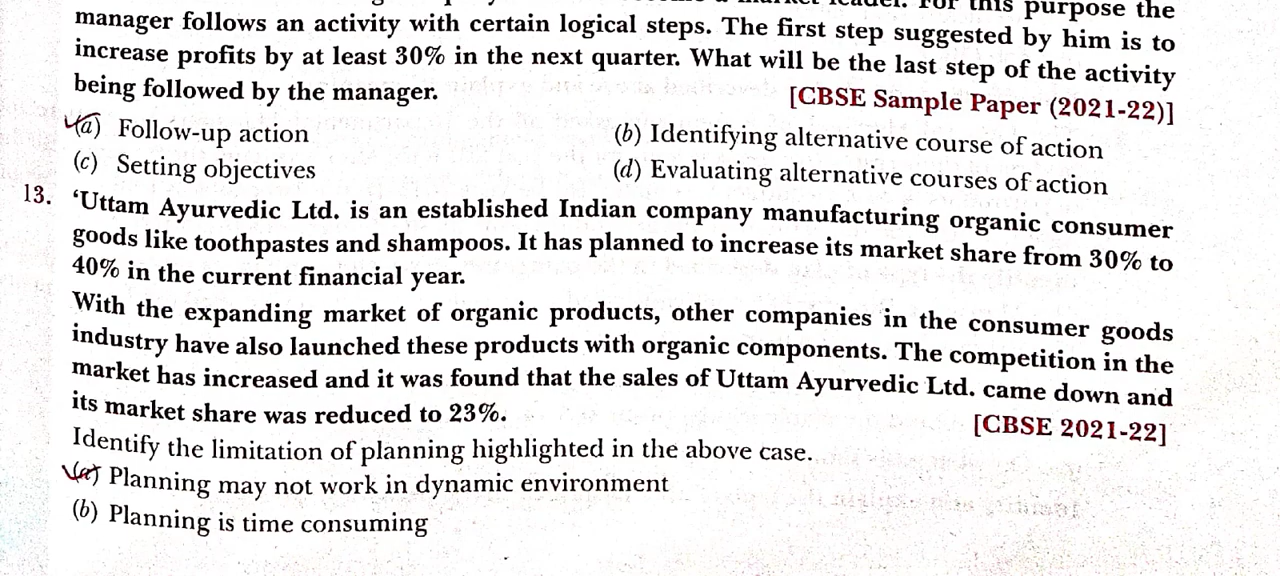 For this purpose the
manager follows an activity with certain logical steps. The first step suggested by him is to
increase profits by at least 30% in the next quarter. What will be the last step of the activity
being followed by the manager. [CBSE Sample Paper (2021-22)]
(a) Follow-up action (b) Identifying alternative course of action
(c) Setting objectives (d) Evaluating alternative courses of action
13. ‘Uttam Ayurvedic Ltd. is an established Indian company manufacturing organic consumer
goods like toothpastes and shampoos. It has planned to increase its market share from 30% to
40% in the current financial year.
With the expanding market of organic products, other companies in the consumer goods
industry have also launched these products with organic components. The competition in the
market has increased and it was found that the sales of Uttam Ayurvedic Ltd. came down and
its market share was reduced to 23%. [CBSE 2021-22]
Identify the limitation of planning highlighted in the above case.
(a) Planning may not work in dynamic environment
(b) Planning is time consuming